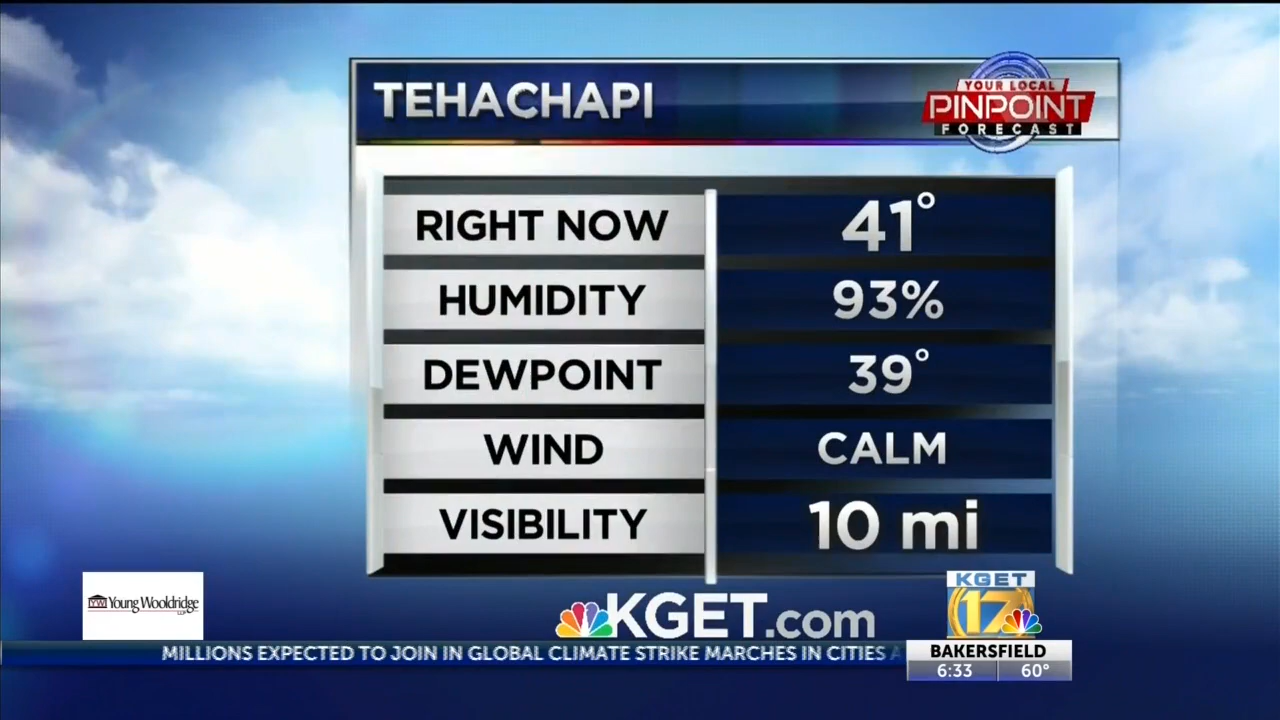 TEHACHAPI
YOUR LOCAL
PINPOINT
FORECAST
RIGHT NOW 41°
HUMIDITY 93%
DEWPOINT 39°
WIND CALM
VISIBILITY 10 mi
YW Young Wooldridge
LLP
KGET.com
KGET
17
MILLIONS EXPECTED TO JOIN IN GLOBAL CLIMATE STRIKE MARCHES IN CITIES
BAKERSFIELD
6:33 60°